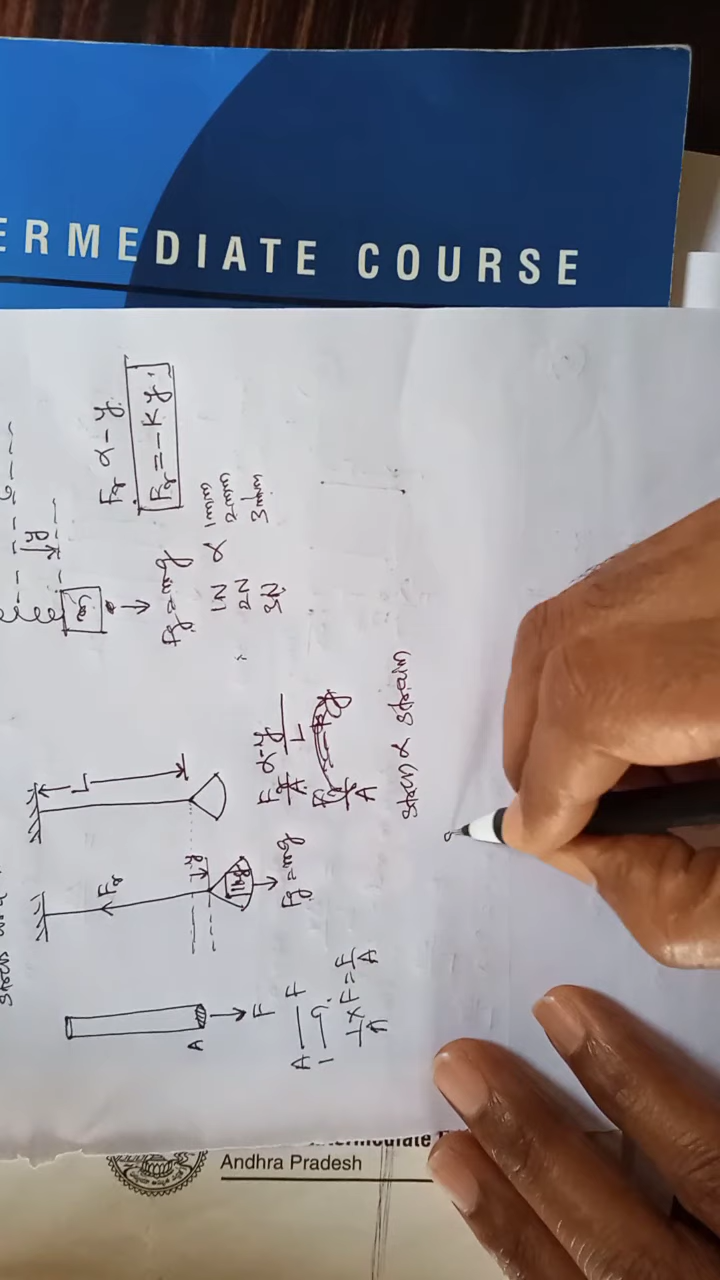 ERMEDIATE COURSE
Fr α -y
Fr = -Ky.
y
m
Fg = mg
1N α 1mm
2N 2mm
3N 3mm
L
F/A α y/L
A
stress α strain
Fr
y
Fg = mg
A
F
A — F
1 — ?
1/A × F = F/A
Andhra Pradesh